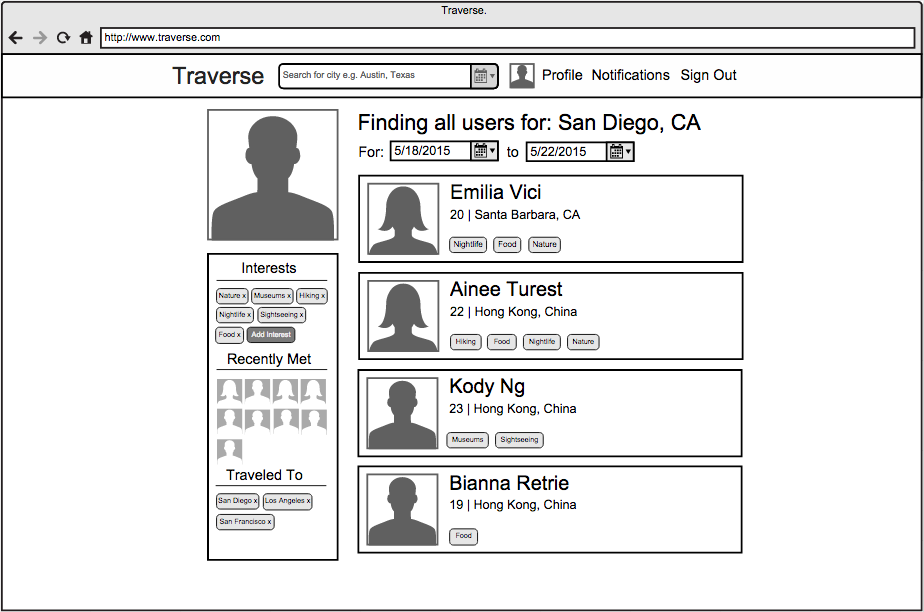 Traverse.
http://www.traverse.com
Traverse Search for city e.g. Austin, Texas Profile Notifications Sign Out
Interests
Nature x Museums x Hiking x
Nightlife x Sightseeing x
Food x Add Interest
Recently Met
Traveled To
San Diego x Los Angeles x
San Francisco x
Finding all users for: San Diego, CA
For: 5/18/2015 to 5/22/2015
Emilia Vici
20 | Santa Barbara, CA
Nightlife Food Nature
Ainee Turest
22 | Hong Kong, China
Hiking Food Nightlife Nature
Kody Ng
23 | Hong Kong, China
Museums Sightseeing
Bianna Retrie
19 | Hong Kong, China
Food